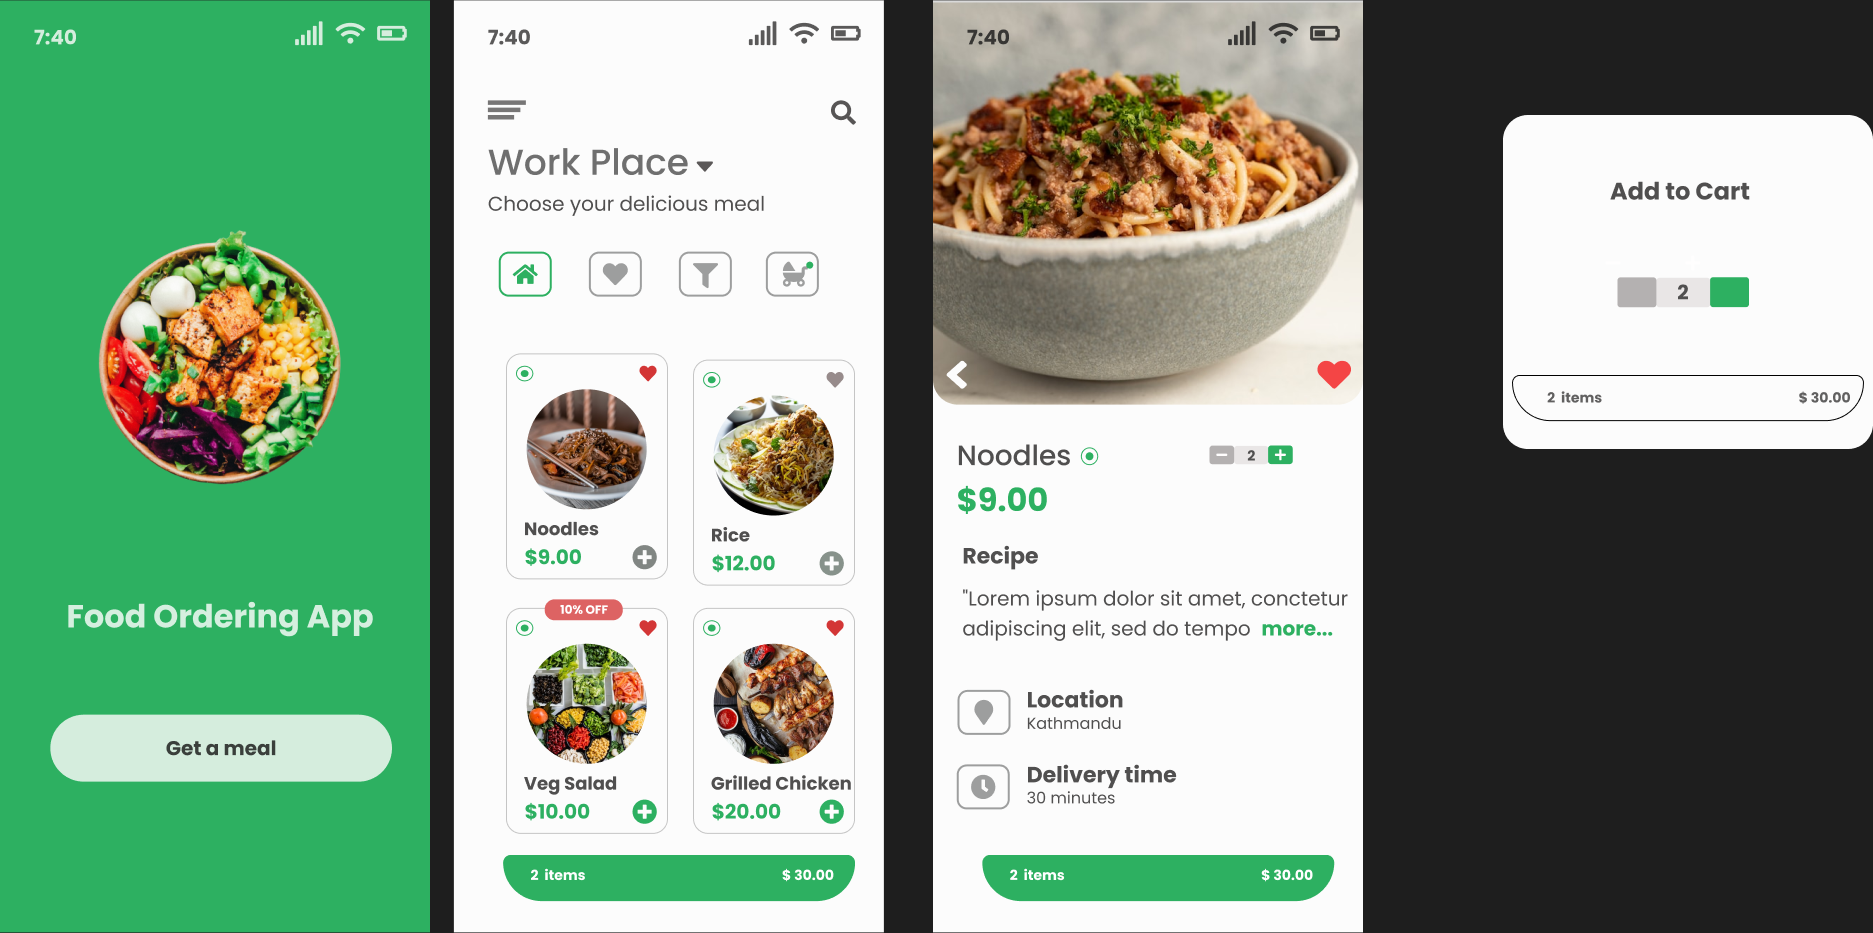 7:40
Food Ordering App
Get a meal
7:40
Work Place
Choose your delicious meal
Noodles
$9.00
Rice
$12.00
10% OFF
Veg Salad
$10.00
Grilled Chicken
$20.00
2 items $ 30.00
7:40
Noodles
2
$9.00
Recipe
"Lorem ipsum dolor sit amet, conctetur
adipiscing elit, sed do tempo more...
Location
Kathmandu
Delivery time
30 minutes
2 items $ 30.00
Add to Cart
2
2 items $ 30.00